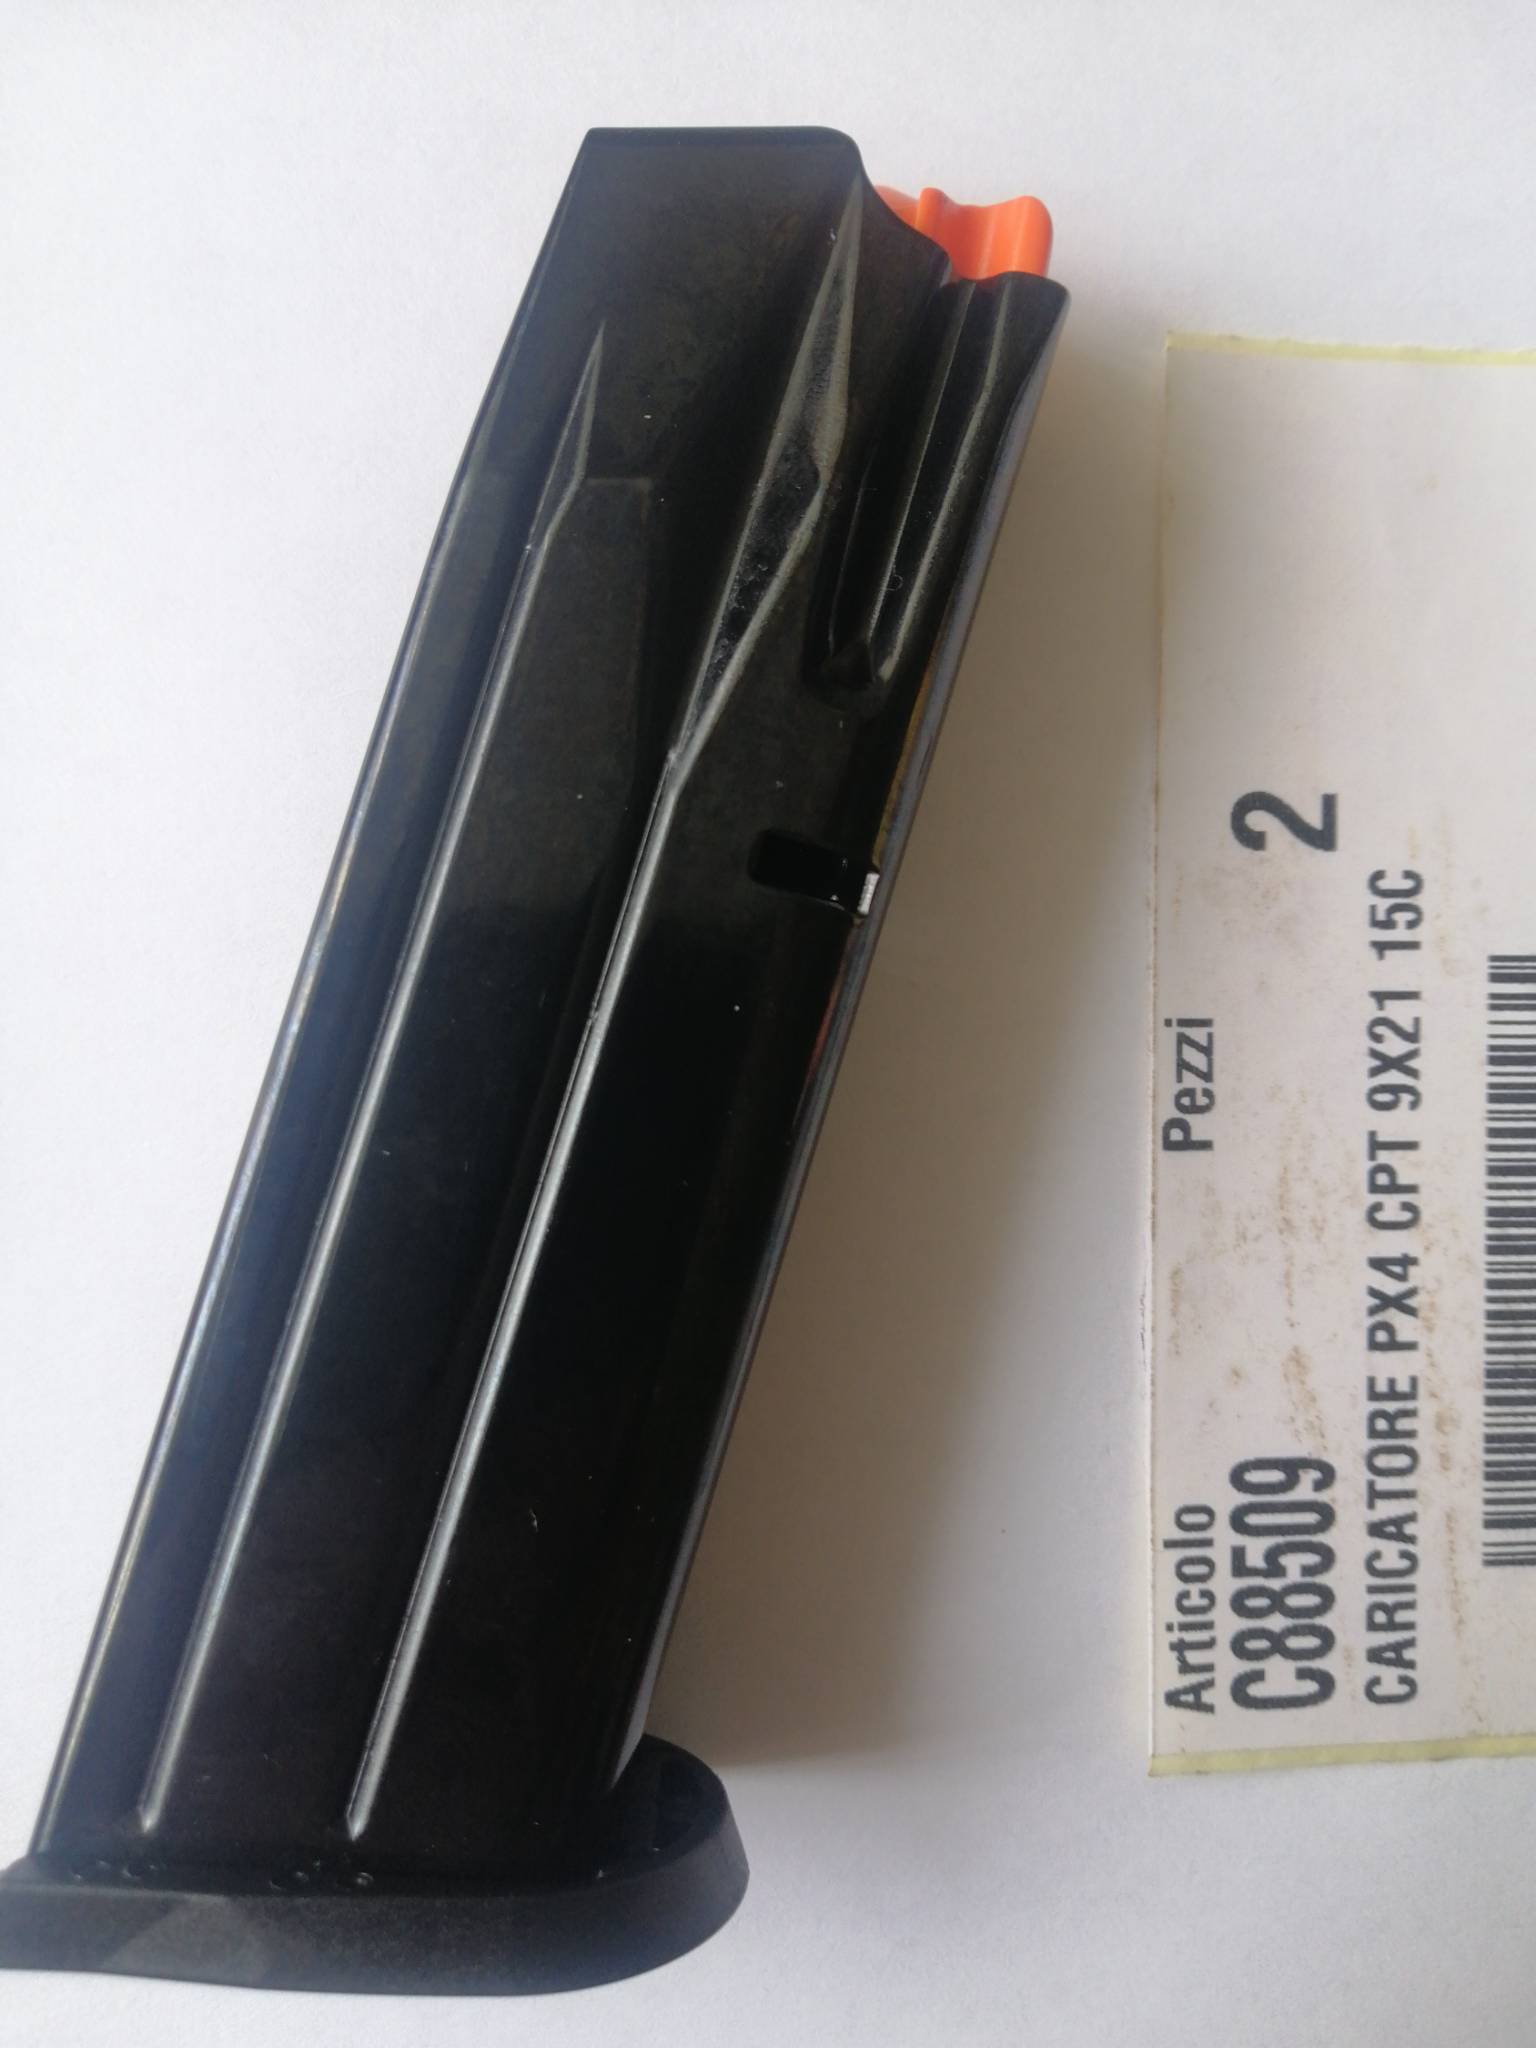 Articolo Pezzi
C88509 2
CARICATORE PX4 CPT 9X21 15C